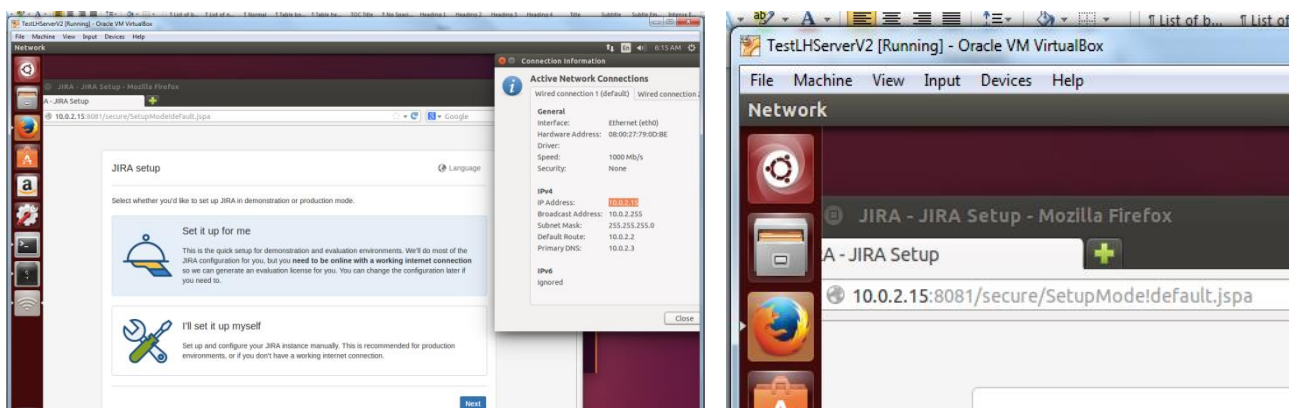 TestLHServerV2 [Running] - Oracle VM VirtualBox
File Machine View Input Devices Help
Network
En 6:15 AM
JIRA - JIRA Setup - Mozilla Firefox
A - JIRA Setup
10.0.2.15:8081/secure/SetupMode!default.jspa
Google
JIRA setup
Language
Select whether you'd like to set up JIRA in demonstration or production mode.
Set it up for me
This is the quick setup for demonstration and evaluation environments. We'll do most of the
JIRA configuration for you, but you need to be online with a working internet connection
so we can generate an evaluation license for you. You can change the configuration later if
you need to.
I'll set it up myself
Set up and configure your JIRA instance manually. This is recommended for production
environments, or if you don't have a working internet connection.
Next
Connection Information
Active Network Connections
Wired connection 1 (default) Wired connection 2
General
Interface: Ethernet (eth0)
Hardware Address: 08:00:27:79:0D:BE
Driver:
Speed: 1000 Mb/s
Security: None
IPv4
IP Address: 10.0.2.15
Broadcast Address: 10.0.2.255
Subnet Mask: 255.255.255.0
Default Route: 10.0.2.2
Primary DNS: 10.0.2.3
IPv6
Ignored
Close
¶ List of b... ¶ List of
TestLHServerV2 [Running] - Oracle VM VirtualBox
File Machine View Input Devices Help
Network
JIRA - JIRA Setup - Mozilla Firefox
A - JIRA Setup
10.0.2.15:8081/secure/SetupMode!default.jspa